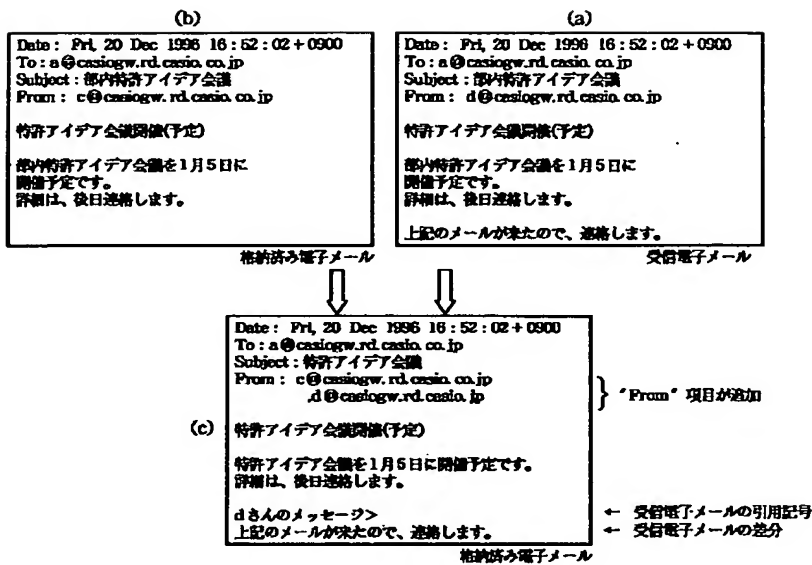 (b)
Date : Fri, 20 Dec 1996 16 : 52 : 02 + 0900
To : a@casiogw.rd.casio.co.jp
Subject : 部内特許アイデア会議
From : c@casiogw.rd.casio.co.jp
特許アイデア会議開催(予定)
部内特許アイデア会議を1月5日に
開催予定です。
詳細は、後日連絡します。
格納済み電子メール
(a)
Date : Fri, 20 Dec 1996 16 : 52 : 02 + 0900
To : a@casiogw.rd.casio.co.jp
Subject : 部内特許アイデア会議
From : d@casiogw.rd.casio.co.jp
特許アイデア会議開催(予定)
部内特許アイデア会議を1月5日に
開催予定です。
詳細は、後日連絡します。
上記のメールが来たので、連絡します。
受信電子メール
(c)
Date : Fri, 20 Dec 1996 16 : 52 : 02 + 0900
To : a@casiogw.rd.casio.co.jp
Subject : 特許アイデア会議
From : c@casiogw.rd.casio.co.jp
,d@casiogw.rd.casio.jp
"From" 項目が追加
特許アイデア会議開催(予定)
特許アイデア会議を1月5日に開催予定です。
詳細は、後日連絡します。
dさんのメッセージ>
← 受信電子メールの引用記号
上記のメールが来たので、連絡します。
← 受信電子メールの差分
格納済み電子メール